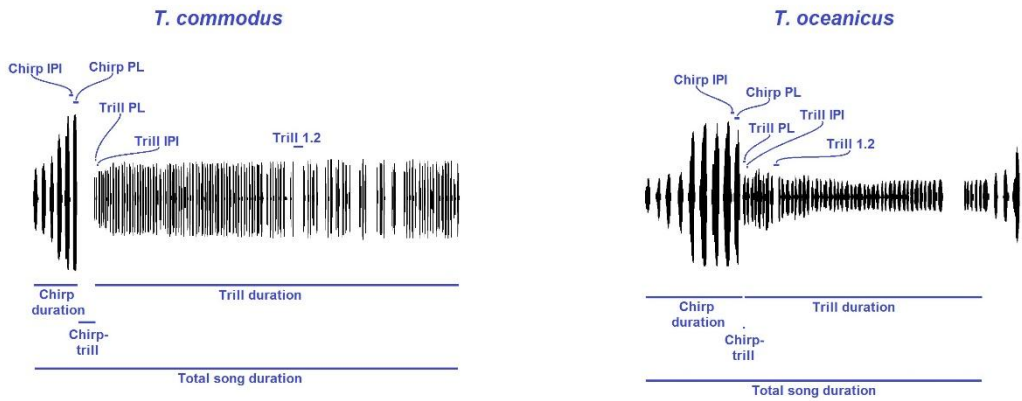 T. commodus
Chirp IPI
Chirp PL
Trill PL
Trill IPI
Trill 1.2
Chirp
duration
Trill duration
Chirp-
trill
Total song duration
T. oceanicus
Chirp IPI
Chirp PL
Trill IPI
Trill PL
Trill 1.2
Chirp
duration
Trill duration
Chirp-
trill
Total song duration